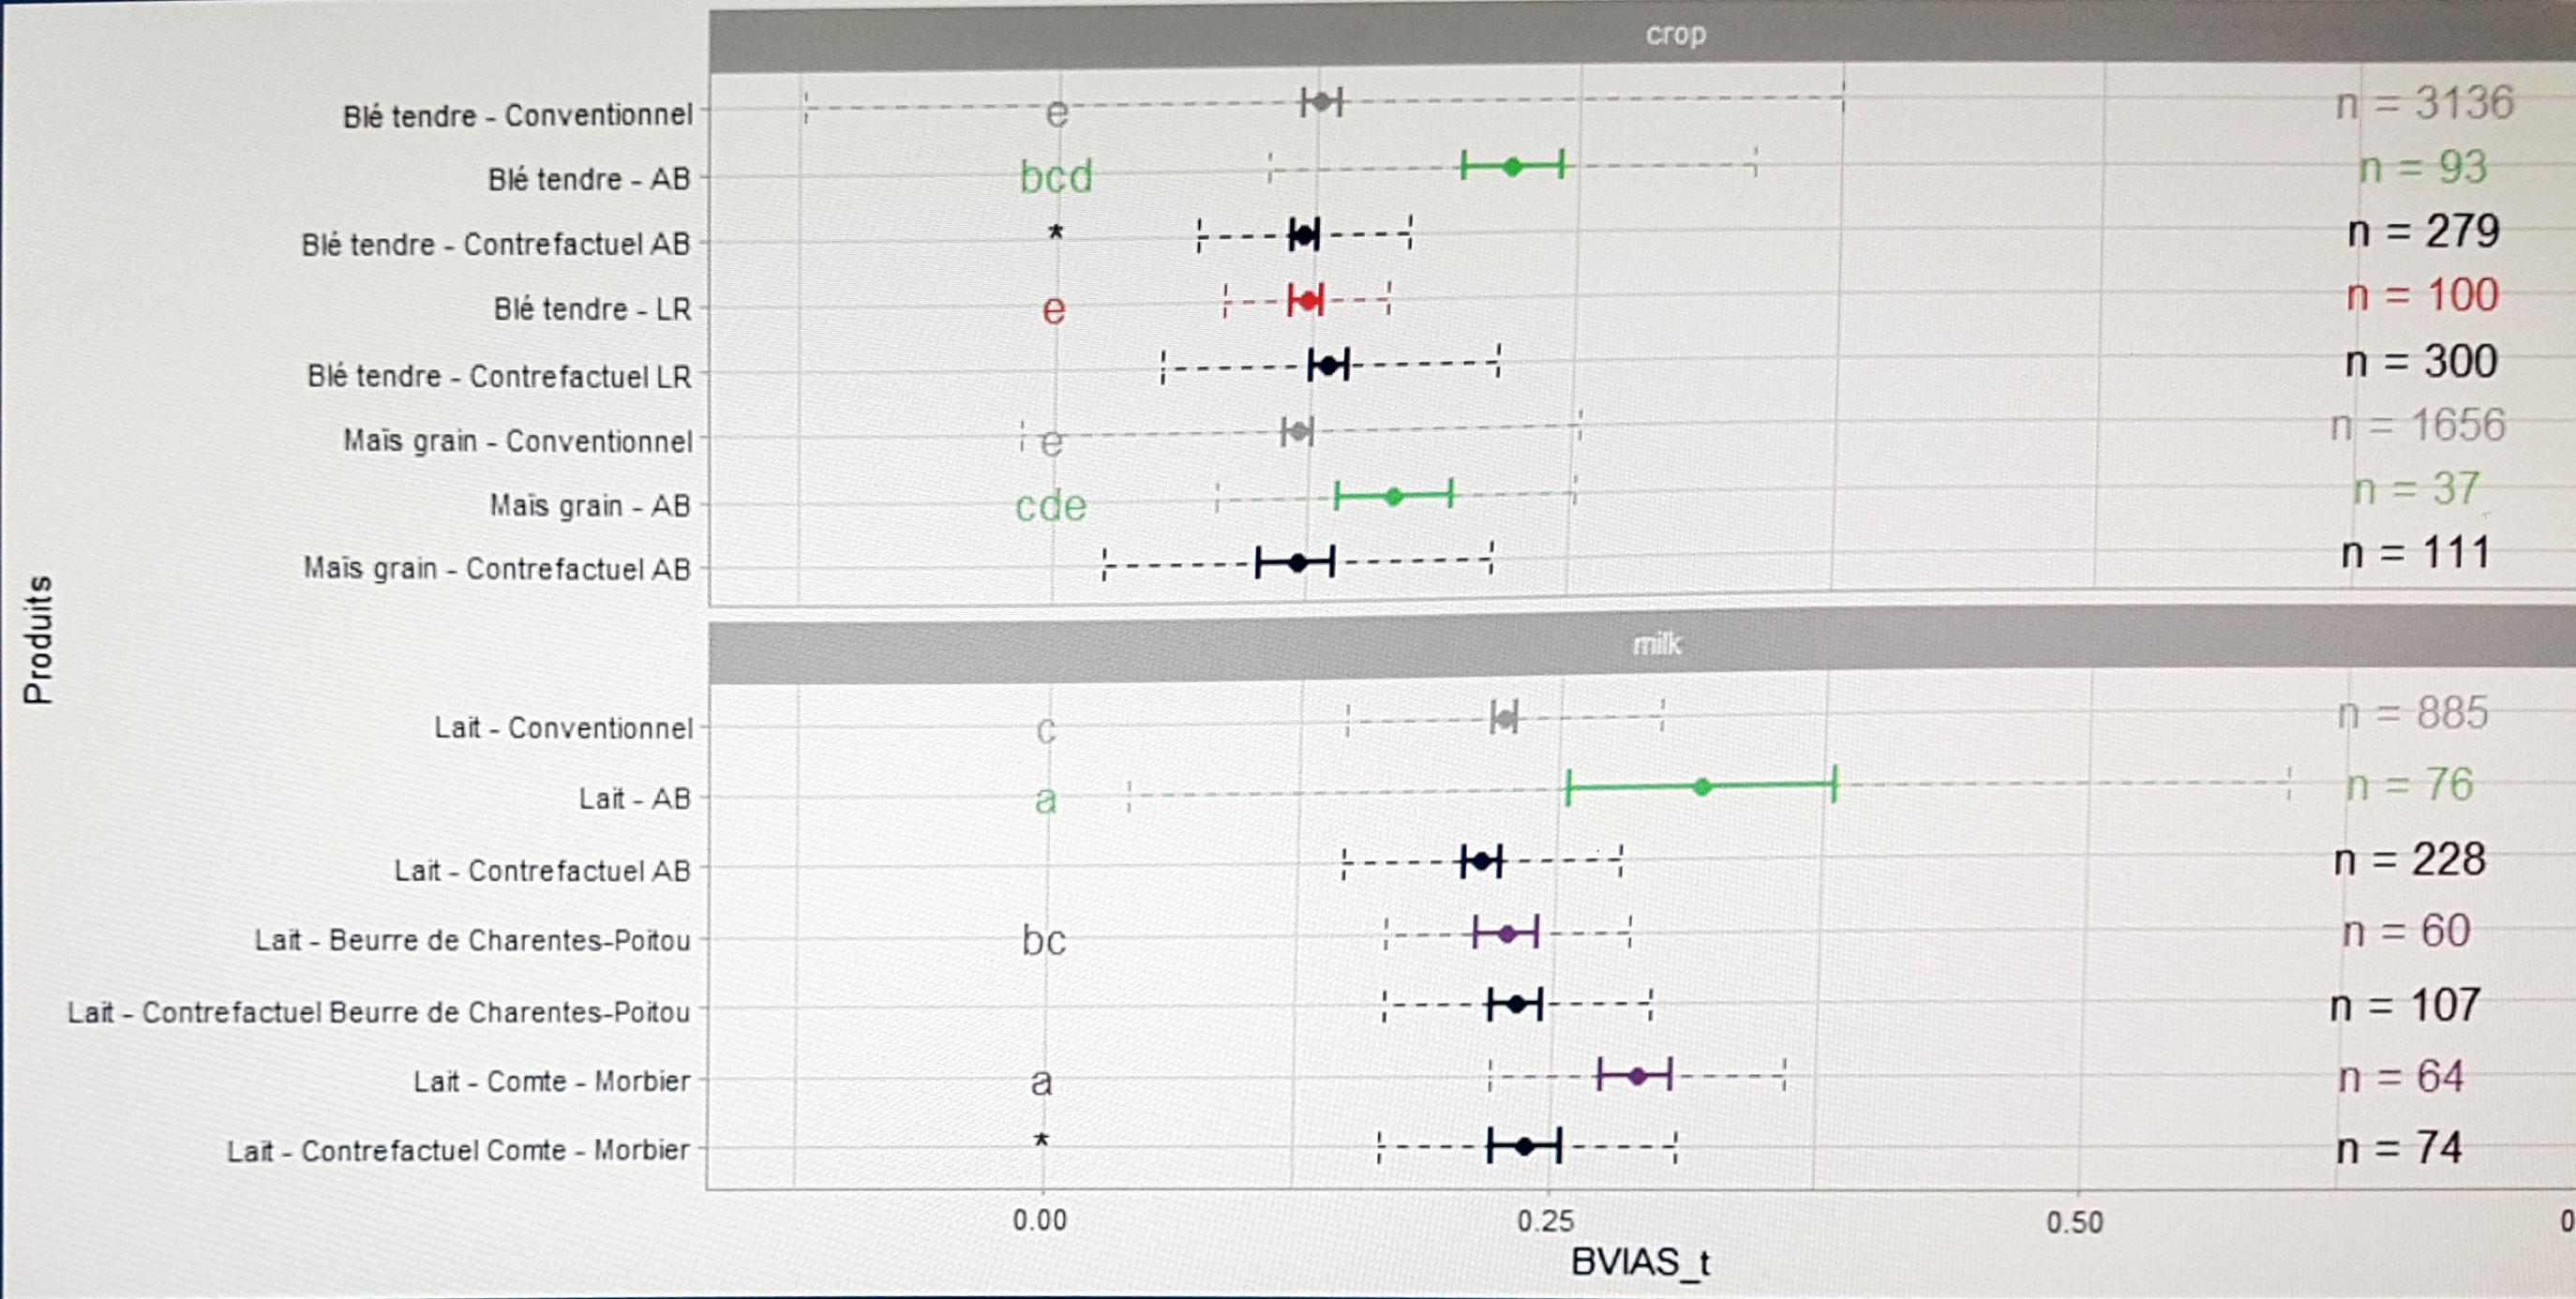 crop
Blé tendre - Conventionnel e n = 3136
Blé tendre - AB bcd n = 93
Blé tendre - Contrefactuel AB * n = 279
Blé tendre - LR e n = 100
Blé tendre - Contrefactuel LR n = 300
Maïs grain - Conventionnel e n = 1656
Maïs grain - AB cde n = 37
Maïs grain - Contrefactuel AB n = 111
Produits
milk
Lait - Conventionnel c n = 885
Lait - AB a n = 76
Lait - Contrefactuel AB n = 228
Lait - Beurre de Charentes-Poitou bc n = 60
Lait - Contrefactuel Beurre de Charentes-Poitou n = 107
Lait - Comte - Morbier a n = 64
Lait - Contrefactuel Comte - Morbier * n = 74
0.00 0.25 0.50
BVIAS_t